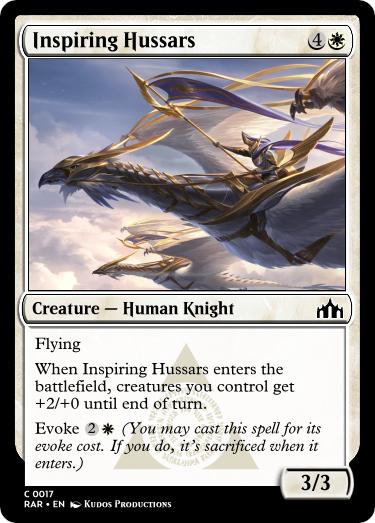 Inspiring Hussars 4
Creature — Human Knight
Flying
When Inspiring Hussars enters the
battlefield, creatures you control get
+2/+0 until end of turn.
Evoke 2 (You may cast this spell for its
evoke cost. If you do, it's sacrificed when it
enters.)
3/3
C 0017
RAR • EN Kudos Productions